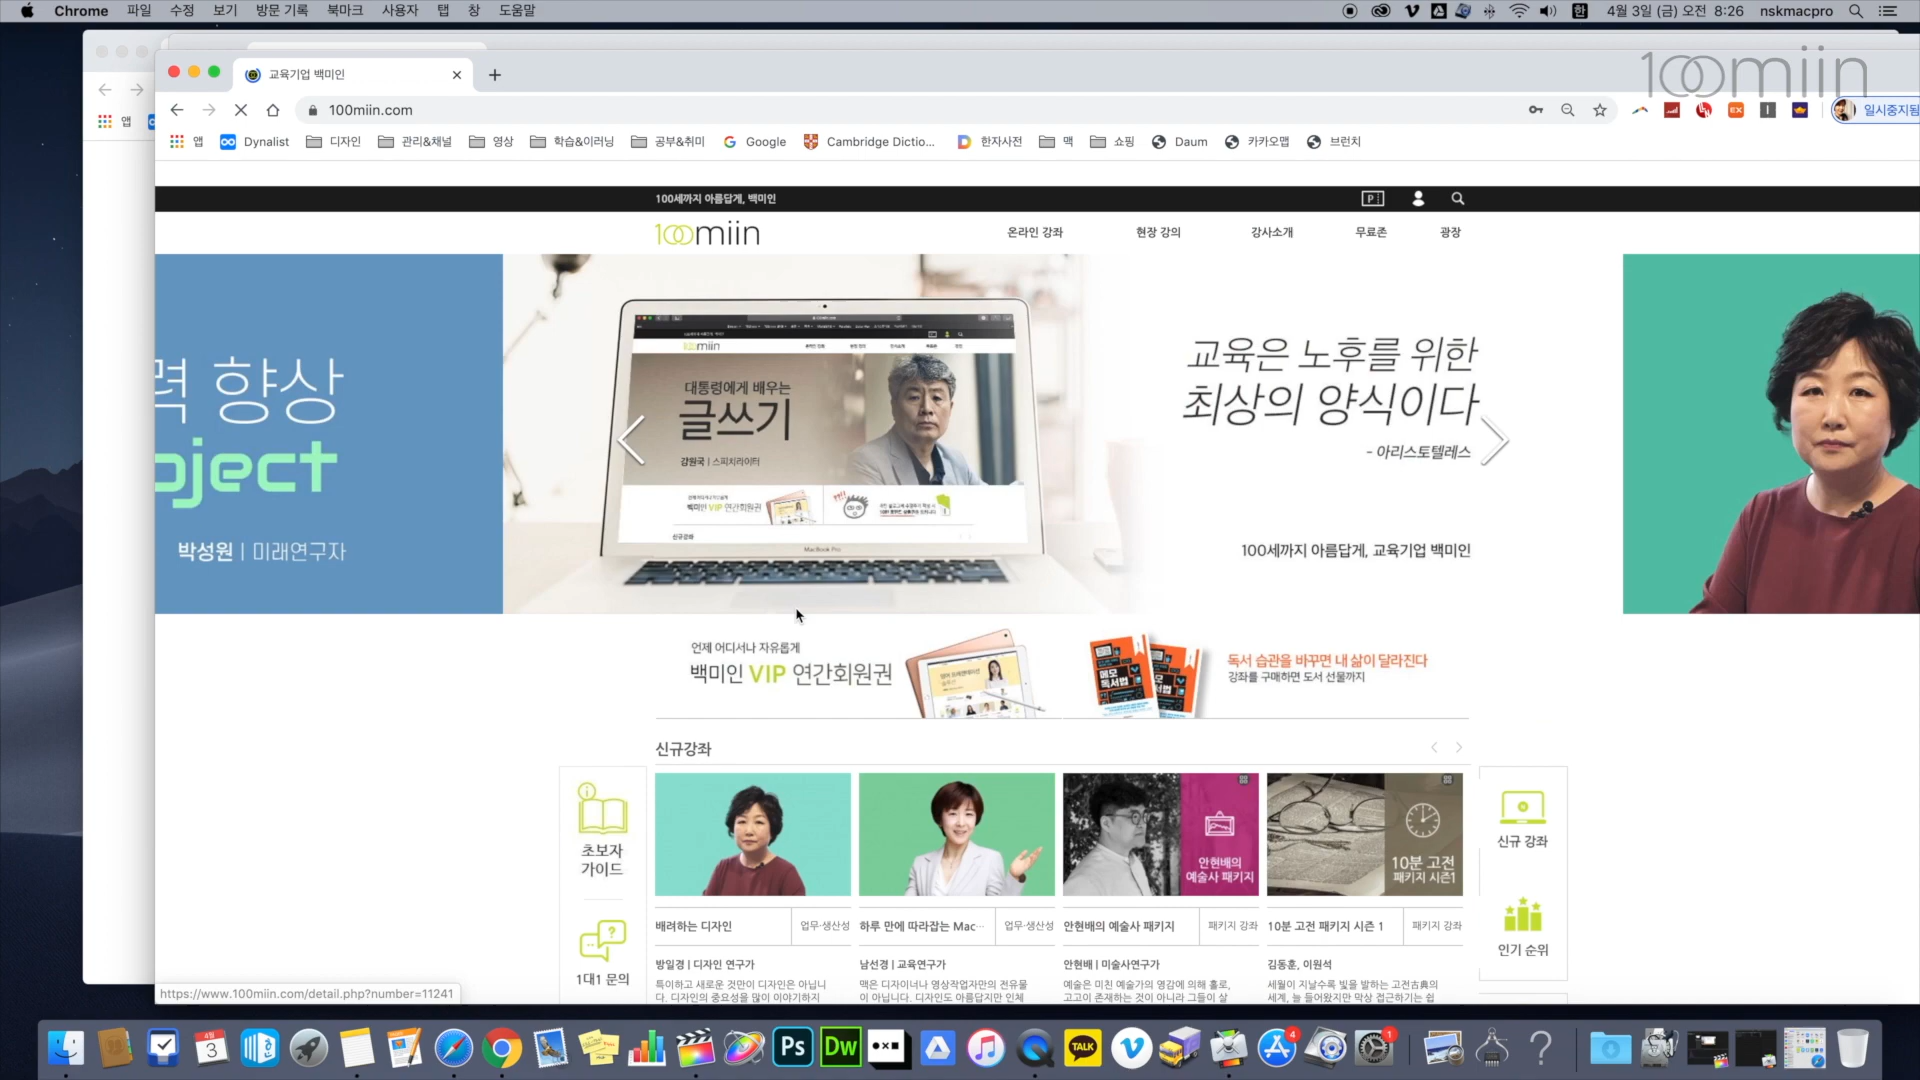 Chrome 파일 수정 보기 방문 기록 북마크 사용자 탭 창 도움말
한 4월 3일 (금) 오전 8:26 nskmacpro
교육기업 백미인
100miin
앱
100miin.com
EX
일시중지됨
앱 Dynalist 디자인 관리&채널 영상 학습&이러닝 공부&취미 Google Cambridge Dictio... 한자사전 맥 쇼핑 Daum 카카오맵 브런치
100세까지 아름답게, 백미인
P
100miin 온라인 강좌 현장 강의 강사소개 무료존 광장
력 향상
oject
박성원 | 미래연구자
100miin
대통령에게 배우는
글쓰기
강원국 | 스피치라이터
백미인 VIP 연간회원권
신규강좌
MacBook Pro
교육은 노후를 위한
최상의 양식이다
- 아리스토텔레스
100세까지 아름답게, 교육기업 백미인
언제 어디서나 자유롭게
백미인 VIP 연간회원권
메모
독서법
독서 습관을 바꾸면 내 삶이 달라진다
강좌를 구매하면 도서 선물까지
신규강좌
초보자
가이드
1대1 문의
안현배의
예술사 패키지
10분 고전
패키지 시즌1
신규 강좌
인기 순위
배려하는 디자인 업무·생산성
하루 만에 따라잡는 Mac… 업무·생산성
안현배의 예술사 패키지 패키지 강좌
10분 고전 패키지 시즌 1 패키지 강좌
방일경 | 디자인 연구가
특이하고 새로운 것만이 디자인은 아닙니
다. 디자인의 중요성을 많이 이야기하지
남선경 | 교육연구가
맥은 디자이너나 영상작업자만의 전유물
이 아닙니다. 디자인도 아름답지만 인체
안현배 | 미술사연구가
예술은 미친 예술가의 영감에 의해 홀로,
고고이 존재하는 것이 아니라 그들이 살
김동훈, 이원석
세월이 지날수록 빛을 발하는 고전古典의
세계, 늘 들어왔지만 막상 접근하기는 쉽
https://www.100miin.com/detail.php?number=11241
4월
3
Ps
Dw
TALK
4
1